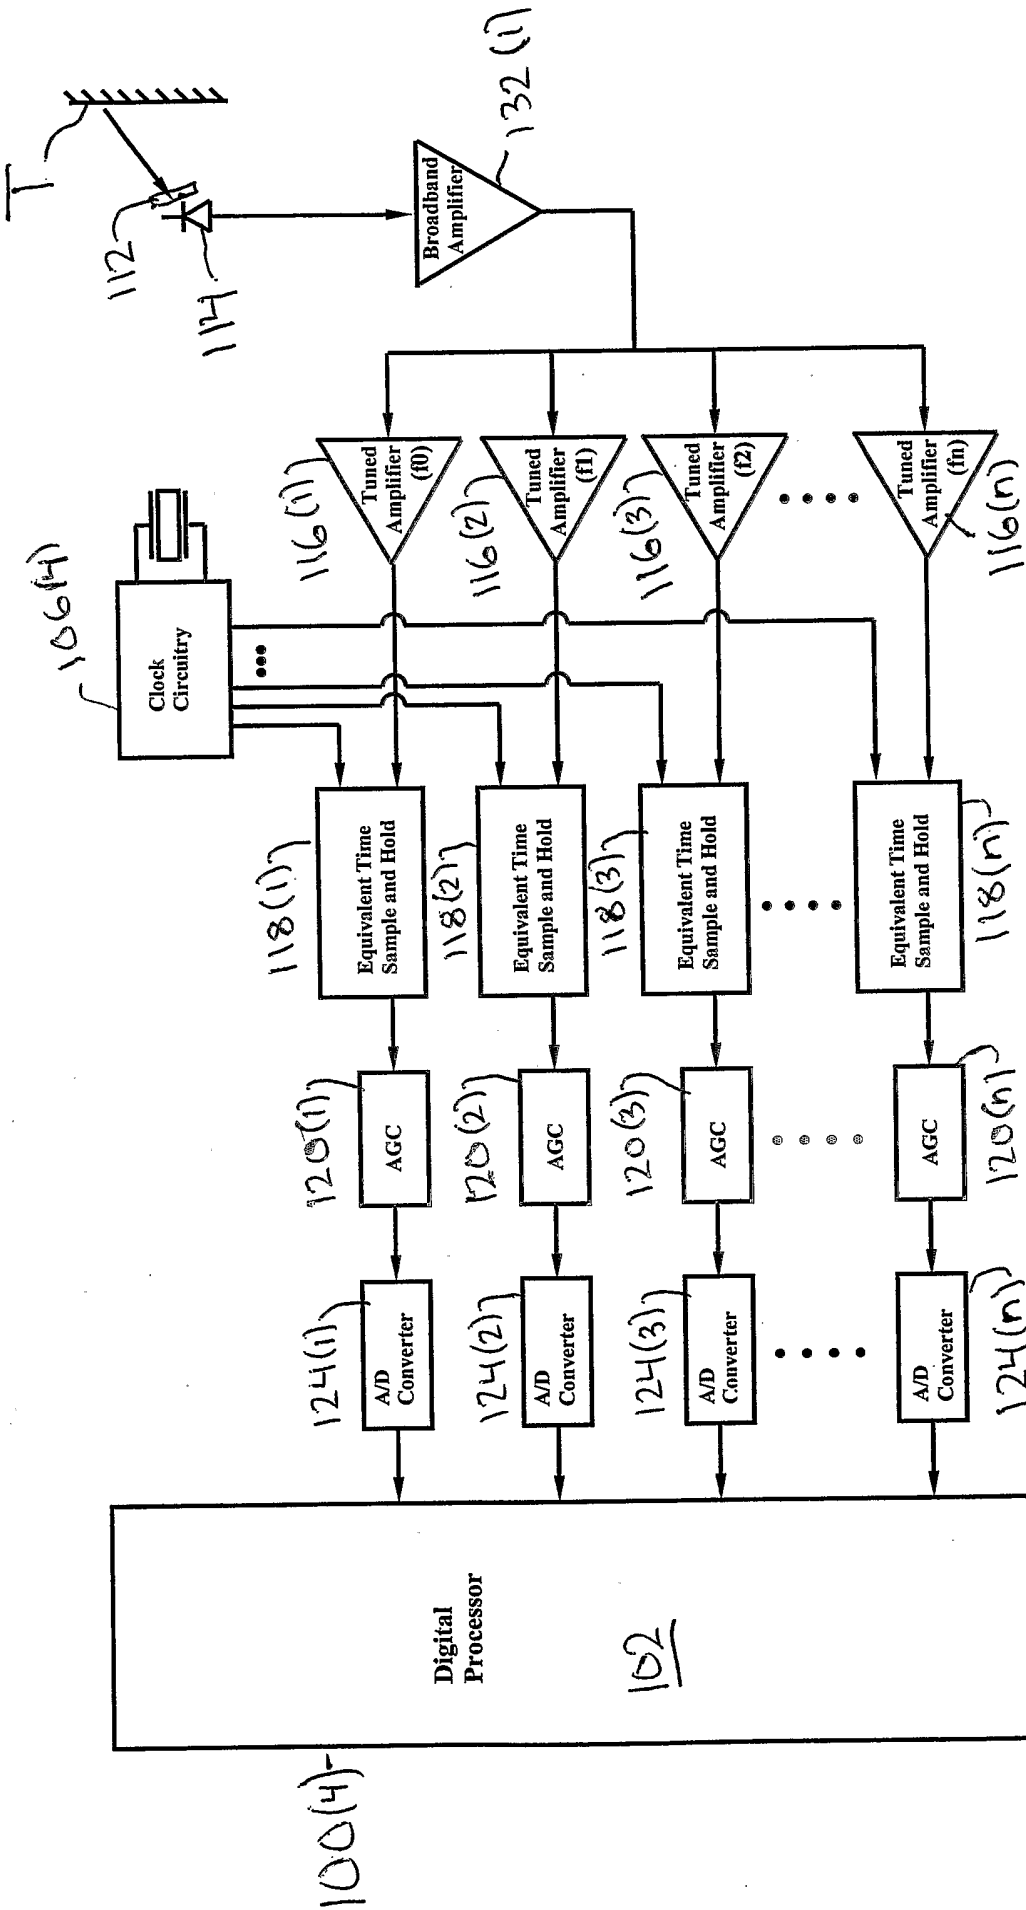 T
112
114
Broadband
Amplifier
132 (1)
106(4)
Clock
Circuitry
116(1)
Tuned
Amplifier
(f0)
116(2)
Tuned
Amplifier
(f1)
116(3)
Tuned
Amplifier
(f2)
Tuned
Amplifier
(fn)
116(n)
118(1)
Equivalent Time
Sample and Hold
118(2)
Equivalent Time
Sample and Hold
118(3)
Equivalent Time
Sample and Hold
Equivalent Time
Sample and Hold
118(n)
120(1)
AGC
120(2)
AGC
120(3)
AGC
AGC
120(n)
124(1)
A/D
Converter
124(2)
A/D
Converter
124(3)
A/D
Converter
A/D
Converter
124(n)
Digital
Processor
102
100(4)